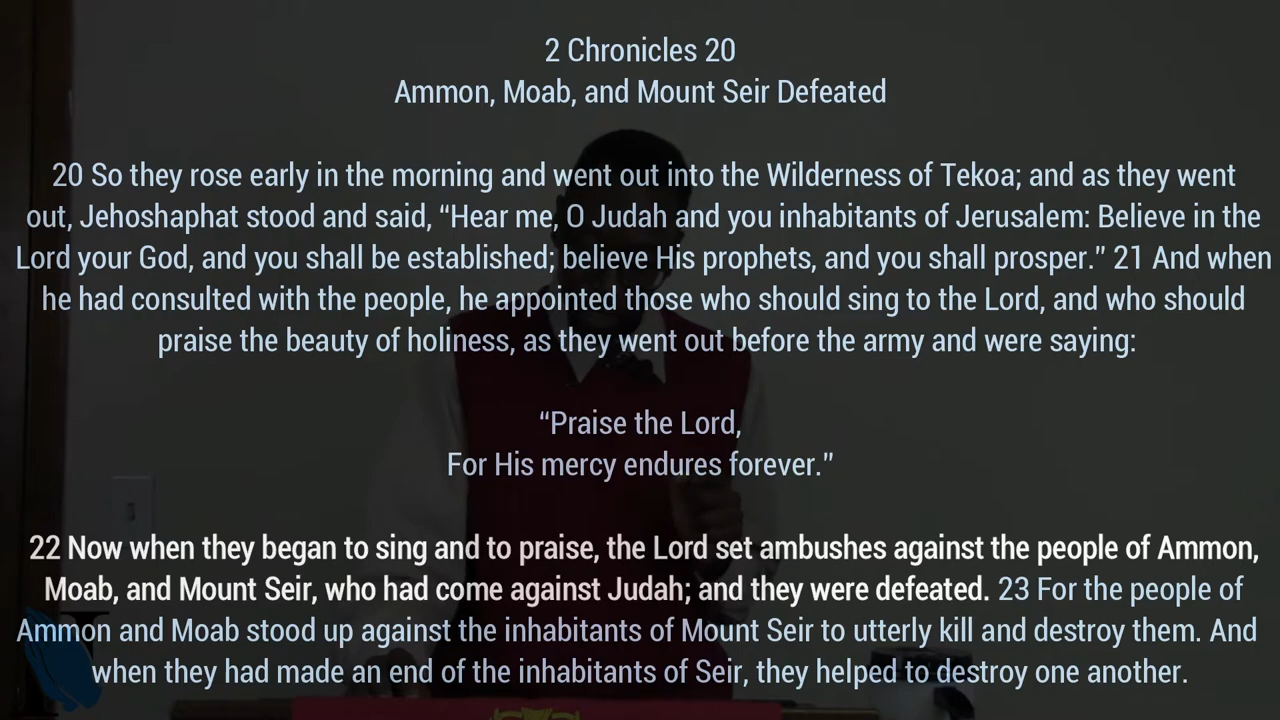 2 Chronicles 20
Ammon, Moab, and Mount Seir Defeated
20 So they rose early in the morning and went out into the Wilderness of Tekoa; and as they went
out, Jehoshaphat stood and said, “Hear me, O Judah and you inhabitants of Jerusalem: Believe in the
Lord your God, and you shall be established; believe His prophets, and you shall prosper.” 21 And when
he had consulted with the people, he appointed those who should sing to the Lord, and who should
praise the beauty of holiness, as they went out before the army and were saying:
“Praise the Lord,
For His mercy endures forever.”
22 Now when they began to sing and to praise, the Lord set ambushes against the people of Ammon,
Moab, and Mount Seir, who had come against Judah; and they were defeated. 23 For the people of
Ammon and Moab stood up against the inhabitants of Mount Seir to utterly kill and destroy them. And
when they had made an end of the inhabitants of Seir, they helped to destroy one another.